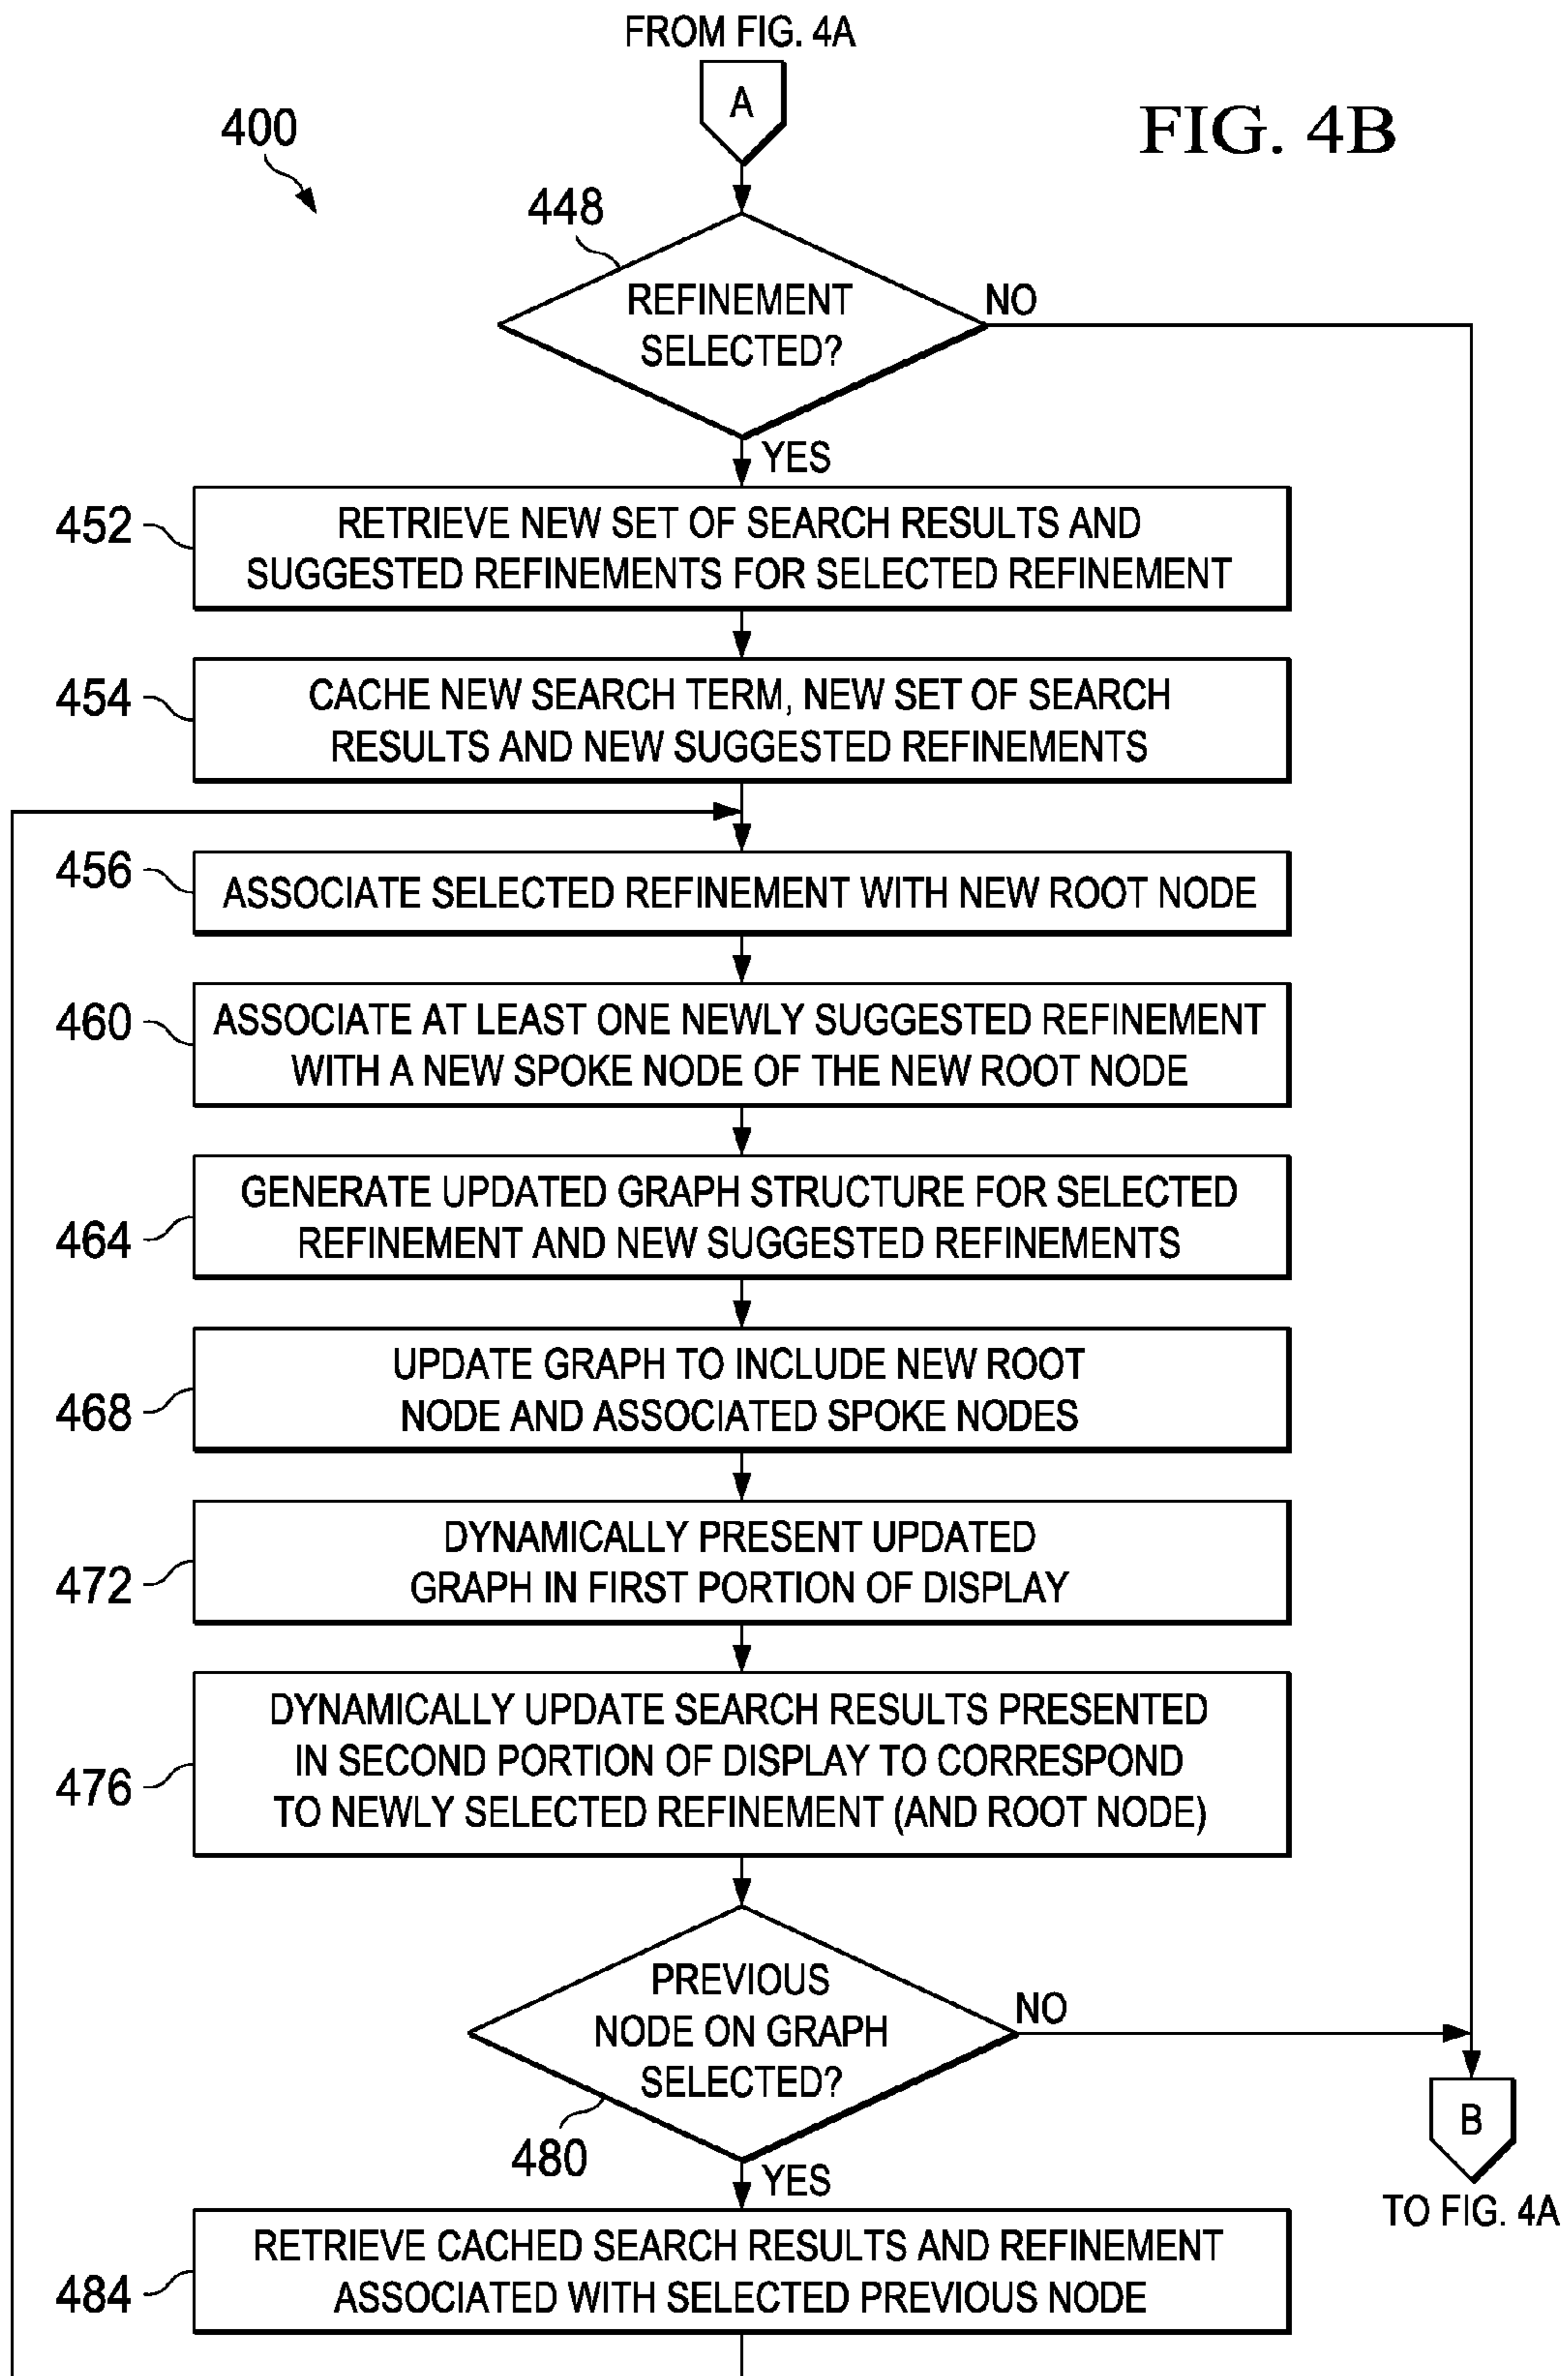 FROM FIG. 4A
A
FIG. 4B
400
448
REFINEMENT
SELECTED?
NO
YES
452
RETRIEVE NEW SET OF SEARCH RESULTS AND
SUGGESTED REFINEMENTS FOR SELECTED REFINEMENT
454
CACHE NEW SEARCH TERM, NEW SET OF SEARCH
RESULTS AND NEW SUGGESTED REFINEMENTS
456
ASSOCIATE SELECTED REFINEMENT WITH NEW ROOT NODE
460
ASSOCIATE AT LEAST ONE NEWLY SUGGESTED REFINEMENT
WITH A NEW SPOKE NODE OF THE NEW ROOT NODE
464
GENERATE UPDATED GRAPH STRUCTURE FOR SELECTED
REFINEMENT AND NEW SUGGESTED REFINEMENTS
468
UPDATE GRAPH TO INCLUDE NEW ROOT
NODE AND ASSOCIATED SPOKE NODES
472
DYNAMICALLY PRESENT UPDATED
GRAPH IN FIRST PORTION OF DISPLAY
476
DYNAMICALLY UPDATE SEARCH RESULTS PRESENTED
IN SECOND PORTION OF DISPLAY TO CORRESPOND
TO NEWLY SELECTED REFINEMENT (AND ROOT NODE)
PREVIOUS
NODE ON GRAPH
SELECTED?
NO
480
YES
B
TO FIG. 4A
484
RETRIEVE CACHED SEARCH RESULTS AND REFINEMENT
ASSOCIATED WITH SELECTED PREVIOUS NODE